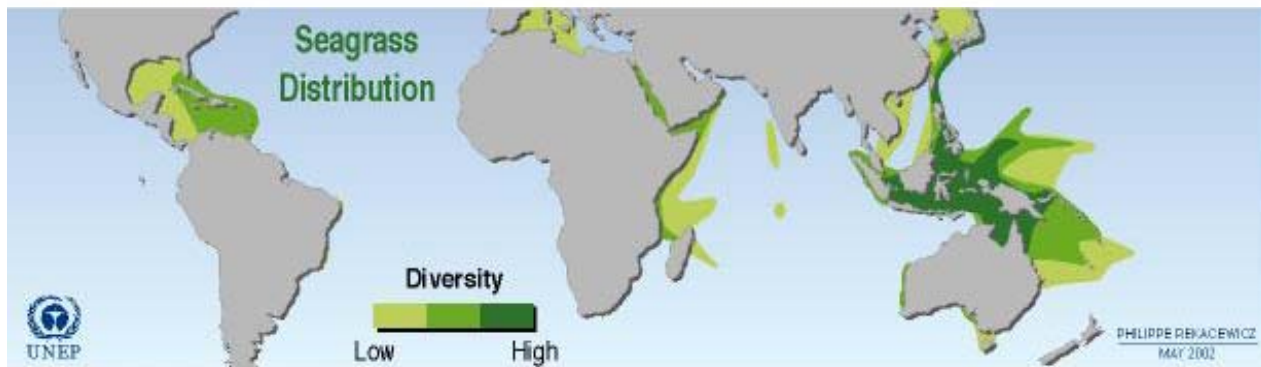 Seagrass
Distribution
Diversity
Low High
UNEP
PHILIPPE REKACEWICZ
MAY 2002